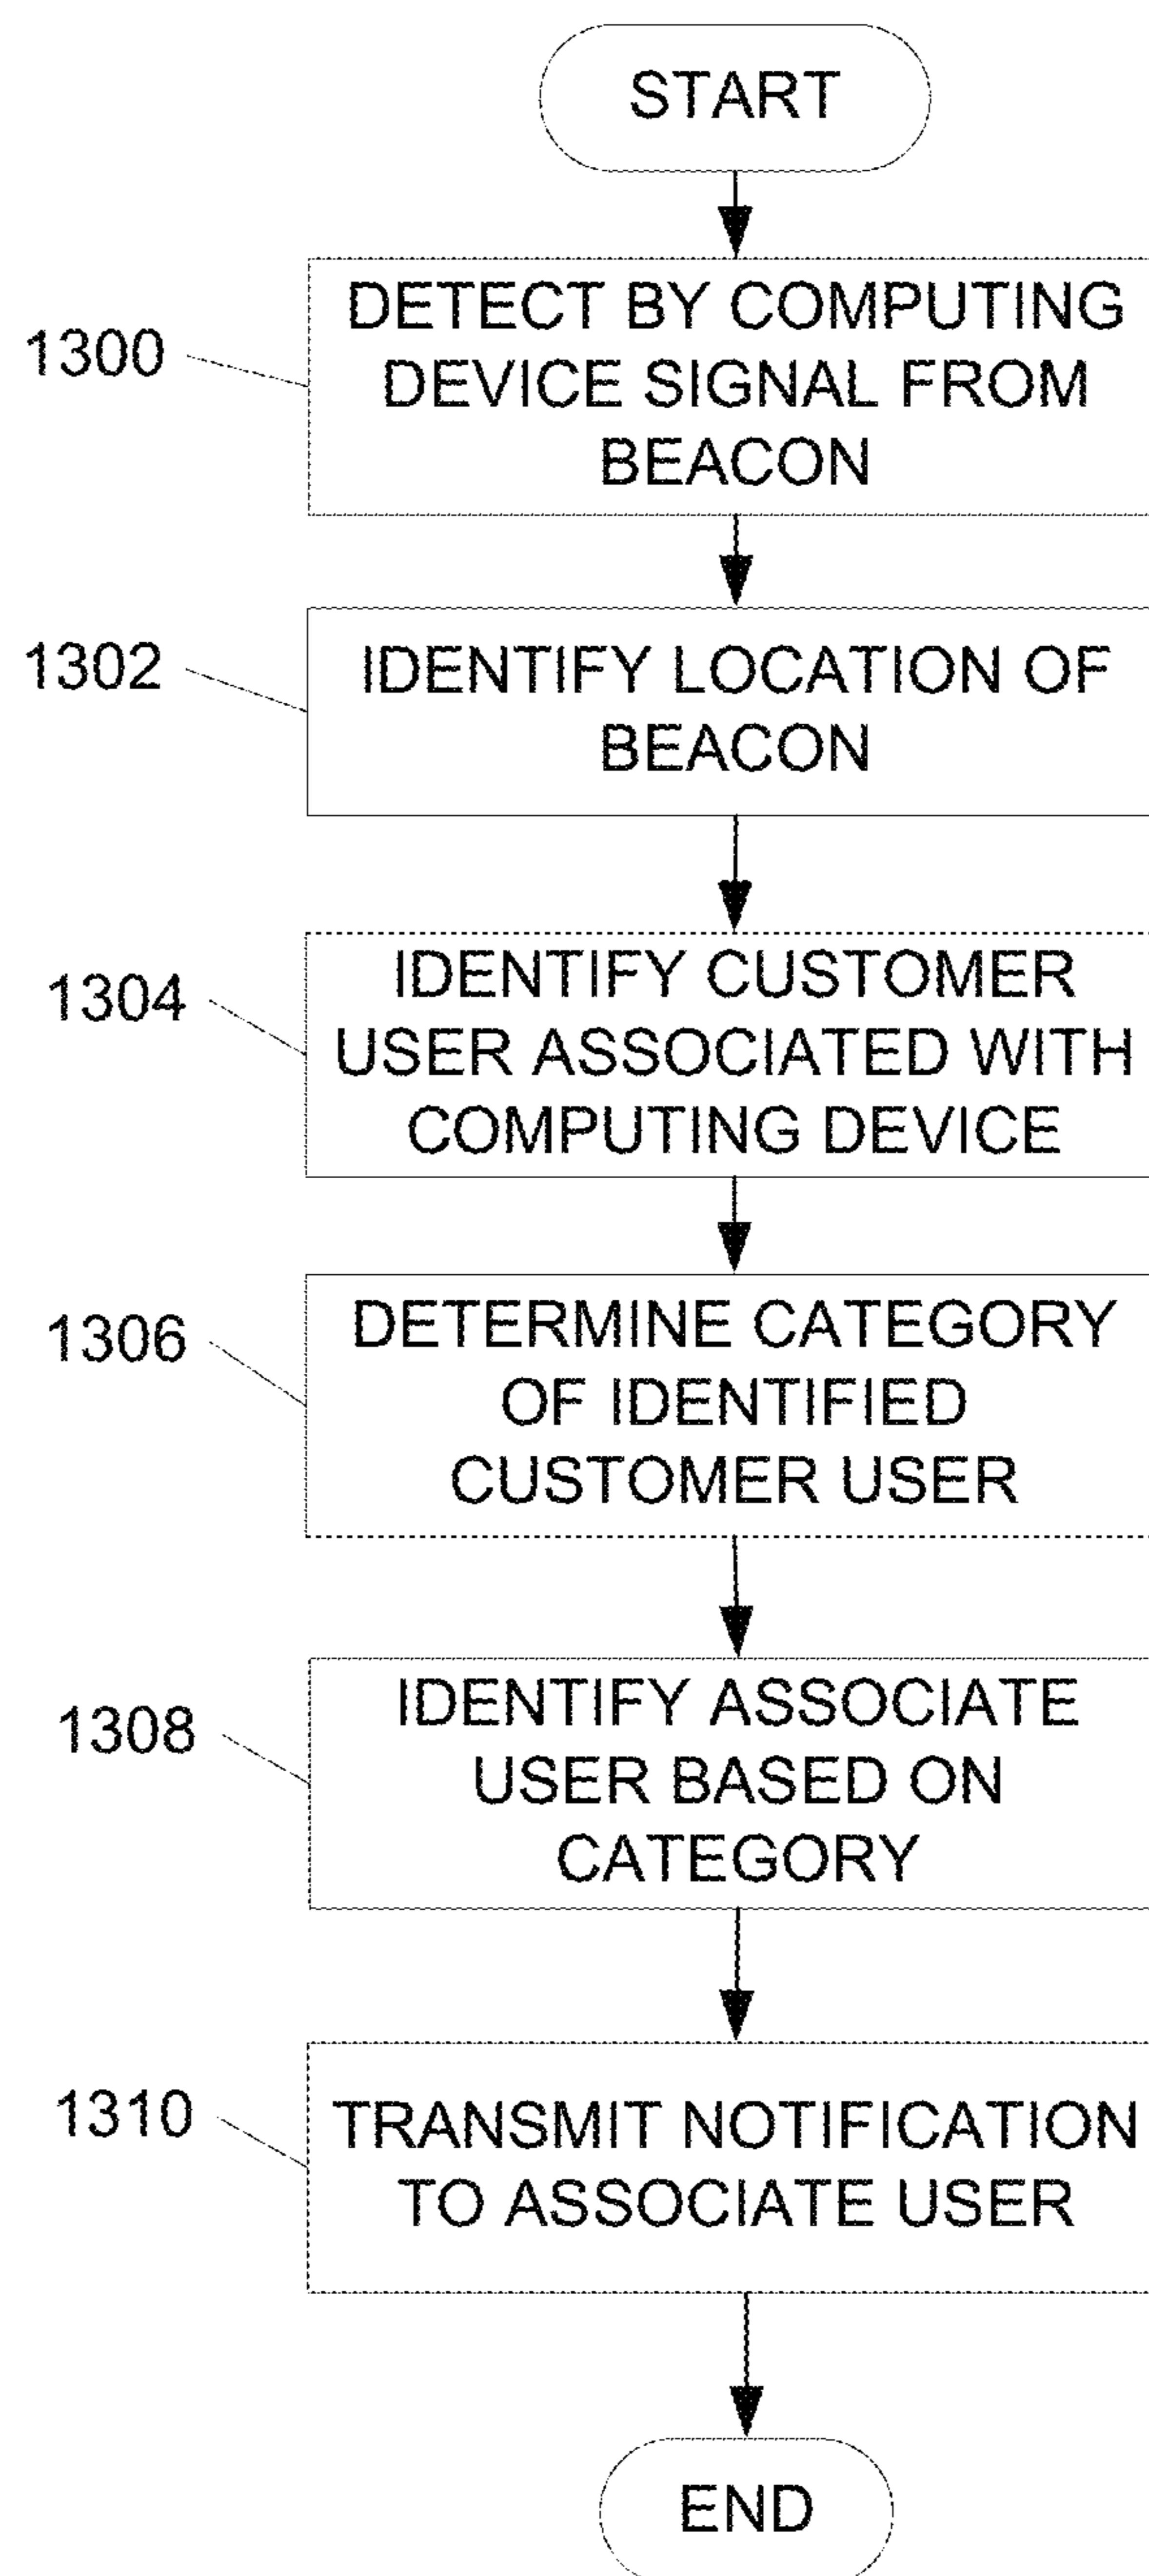 START
1300
DETECT BY COMPUTING
DEVICE SIGNAL FROM
BEACON
1302
IDENTIFY LOCATION OF
BEACON
1304
IDENTIFY CUSTOMER
USER ASSOCIATED WITH
COMPUTING DEVICE
1306
DETERMINE CATEGORY
OF IDENTIFIED
CUSTOMER USER
1308
IDENTIFY ASSOCIATE
USER BASED ON
CATEGORY
1310
TRANSMIT NOTIFICATION
TO ASSOCIATE USER
END